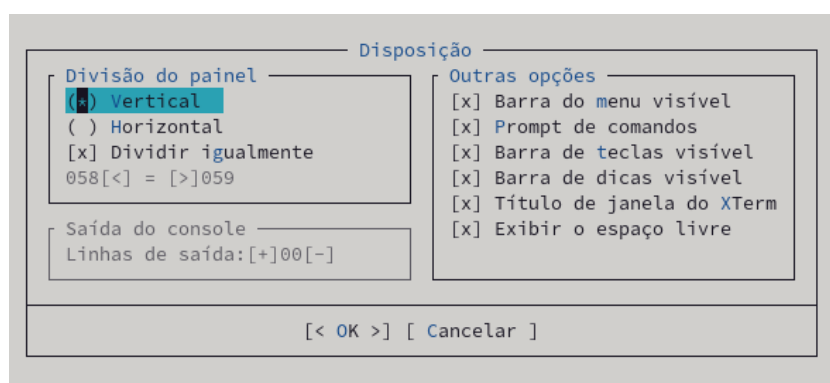 Disposição
Divisão do painel
(*) Vertical
( ) Horizontal
[x] Dividir igualmente
058[<] = [>]059
Saída do console
Linhas de saída:[+]00[-]
Outras opções
[x] Barra do menu visível
[x] Prompt de comandos
[x] Barra de teclas visível
[x] Barra de dicas visível
[x] Título de janela do XTerm
[x] Exibir o espaço livre
[< OK >] [ Cancelar ]